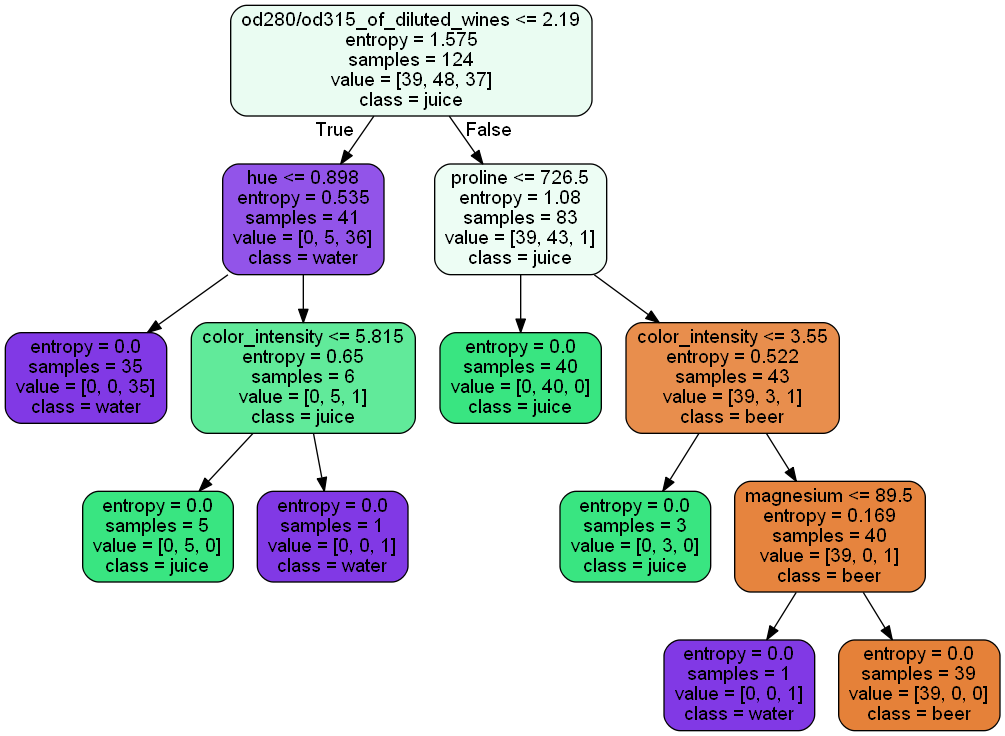 od280/od315_of_diluted_wines <= 2.19
entropy = 1.575
samples = 124
value = [39, 48, 37]
class = juice
True
False
hue <= 0.898
entropy = 0.535
samples = 41
value = [0, 5, 36]
class = water
proline <= 726.5
entropy = 1.08
samples = 83
value = [39, 43, 1]
class = juice
entropy = 0.0
samples = 35
value = [0, 0, 35]
class = water
color_intensity <= 5.815
entropy = 0.65
samples = 6
value = [0, 5, 1]
class = juice
entropy = 0.0
samples = 40
value = [0, 40, 0]
class = juice
color_intensity <= 3.55
entropy = 0.522
samples = 43
value = [39, 3, 1]
class = beer
entropy = 0.0
samples = 5
value = [0, 5, 0]
class = juice
entropy = 0.0
samples = 1
value = [0, 0, 1]
class = water
entropy = 0.0
samples = 3
value = [0, 3, 0]
class = juice
magnesium <= 89.5
entropy = 0.169
samples = 40
value = [39, 0, 1]
class = beer
entropy = 0.0
samples = 1
value = [0, 0, 1]
class = water
entropy = 0.0
samples = 39
value = [39, 0, 0]
class = beer